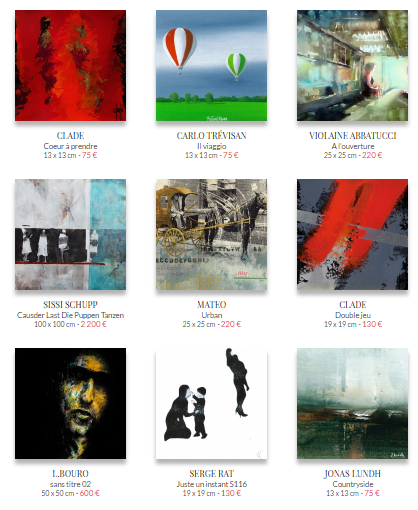 CLADE
Coeur à prendre
13 x 13 cm - 75 €
CARLO TRÉVISAN
Il viaggio
13 x 13 cm - 75 €
VIOLAINE ABBATUCCI
A l'ouverture
25 x 25 cm - 220 €
SISSI SCHUPP
Causder Last Die Puppen Tanzen
100 x 100 cm - 2 200 €
MATEO
Urban
25 x 25 cm - 220 €
CLADE
Double jeu
19 x 19 cm - 130 €
L.BOURO
sans titre 02
50 x 50 cm - 600 €
SERGE RAT
Juste un instant S116
19 x 19 cm - 130 €
JONAS LUNDH
Countryside
13 x 13 cm - 75 €